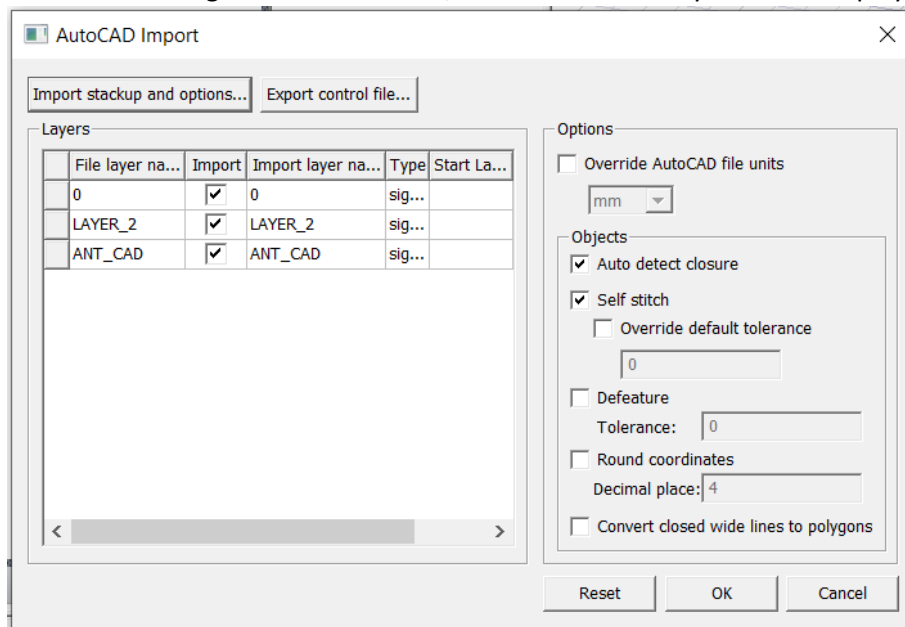 AutoCAD Import
Import stackup and options... Export control file...
Layers
File layer na... Import Import layer na... Type Start La...
0 0 sig...
LAYER_2 LAYER_2 sig...
ANT_CAD ANT_CAD sig...
Options
Override AutoCAD file units
mm
Objects
Auto detect closure
Self stitch
Override default tolerance
0
Defeature
Tolerance: 0
Round coordinates
Decimal place: 4
Convert closed wide lines to polygons
Reset OK Cancel